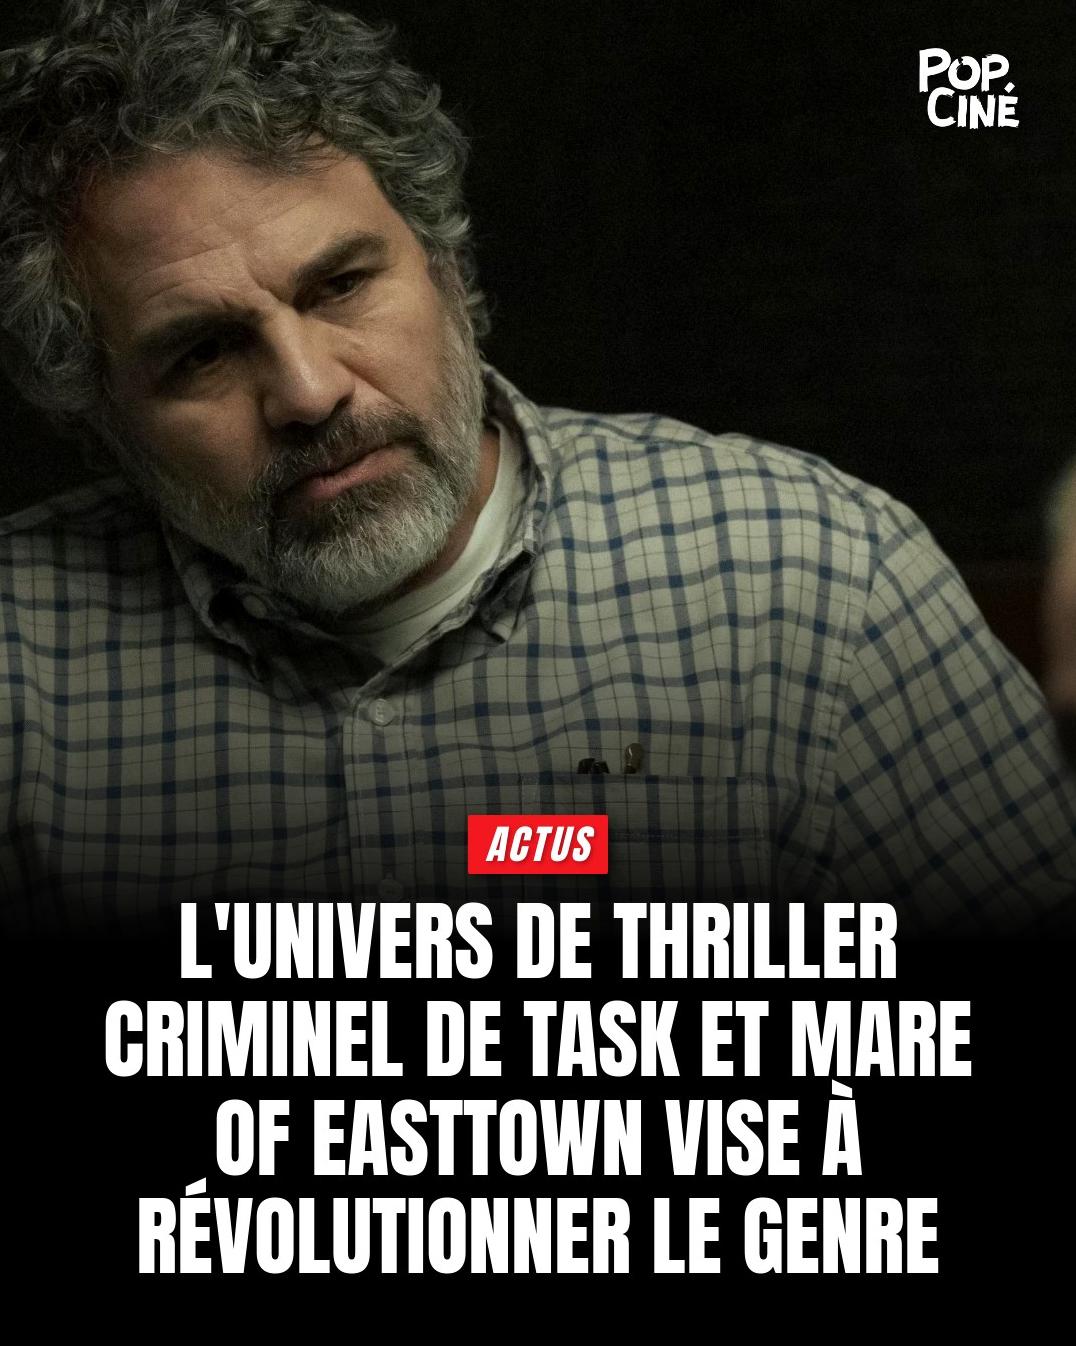 POP.
CINÉ
ACTUS
L'UNIVERS DE THRILLER
CRIMINEL DE TASK ET MARE
OF EASTTOWN VISE À
RÉVOLUTIONNER LE GENRE